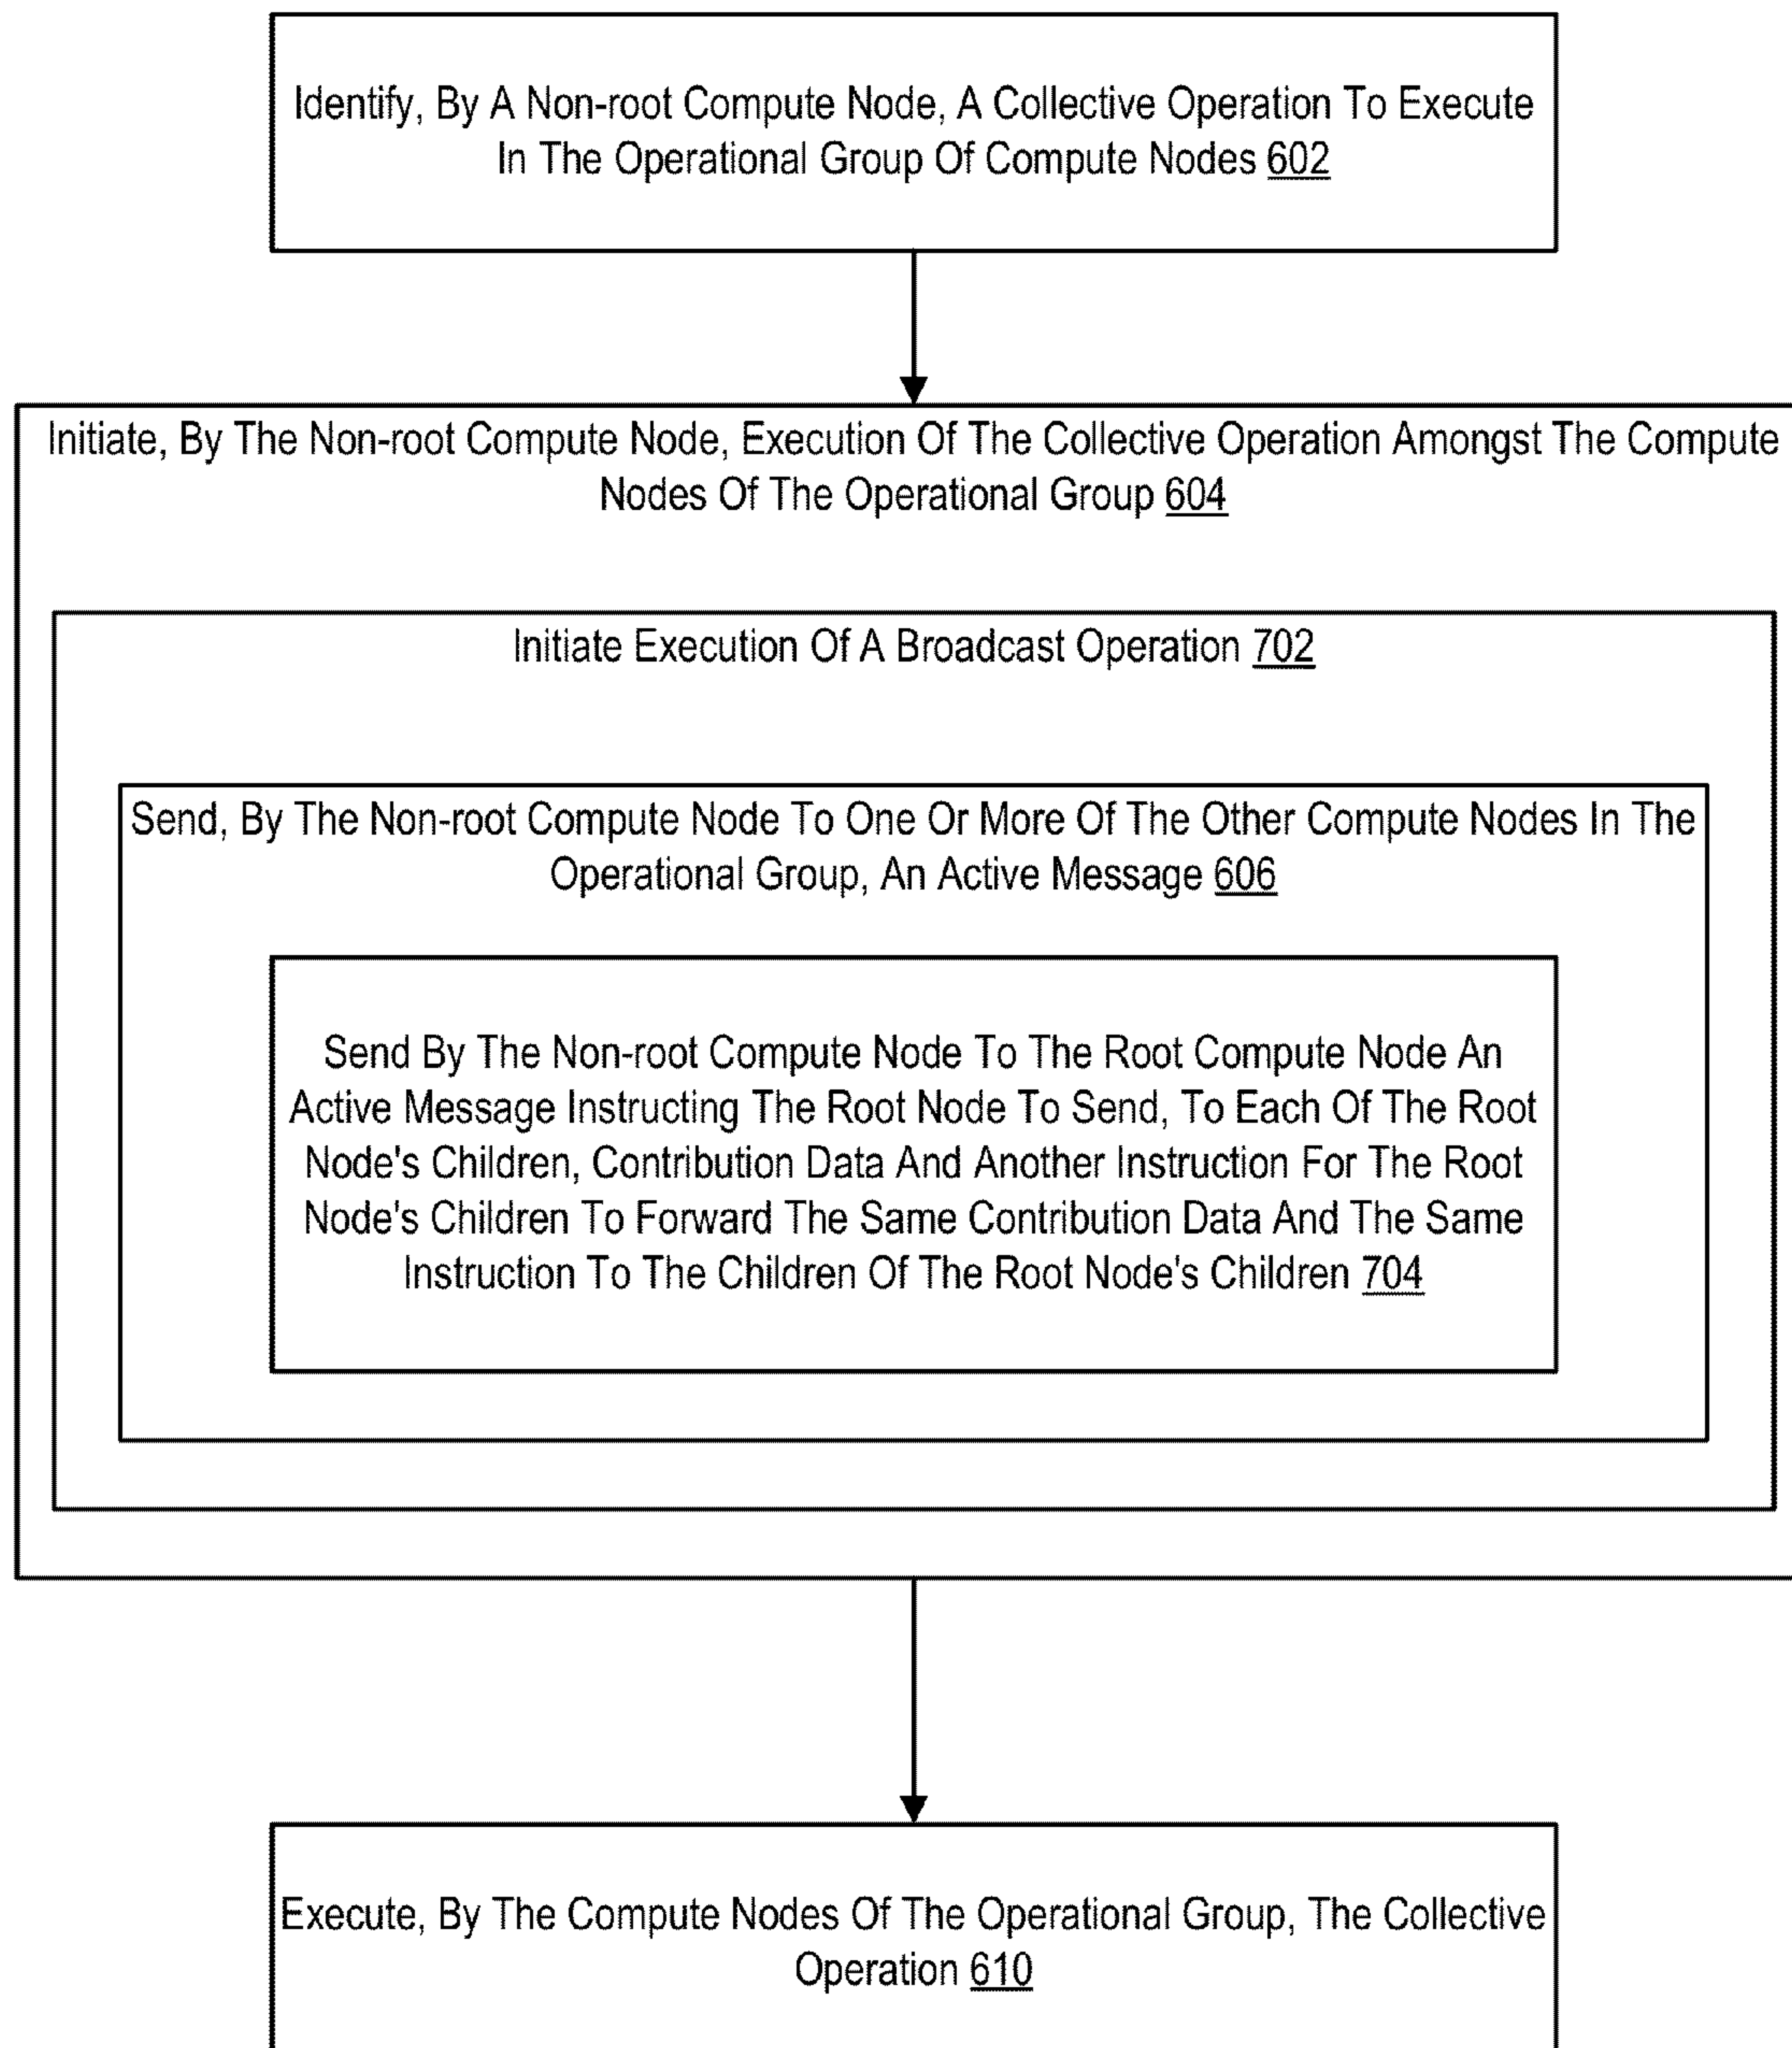 Identify, By A Non-root Compute Node, A Collective Operation To Execute
In The Operational Group Of Compute Nodes 602
Initiate, By The Non-root Compute Node, Execution Of The Collective Operation Amongst The Compute
Nodes Of The Operational Group 604
Initiate Execution Of A Broadcast Operation 702
Send, By The Non-root Compute Node To One Or More Of The Other Compute Nodes In The
Operational Group, An Active Message 606
Send By The Non-root Compute Node To The Root Compute Node An
Active Message Instructing The Root Node To Send, To Each Of The Root
Node's Children, Contribution Data And Another Instruction For The Root
Node's Children To Forward The Same Contribution Data And The Same
Instruction To The Children Of The Root Node's Children 704
Execute, By The Compute Nodes Of The Operational Group, The Collective
Operation 610